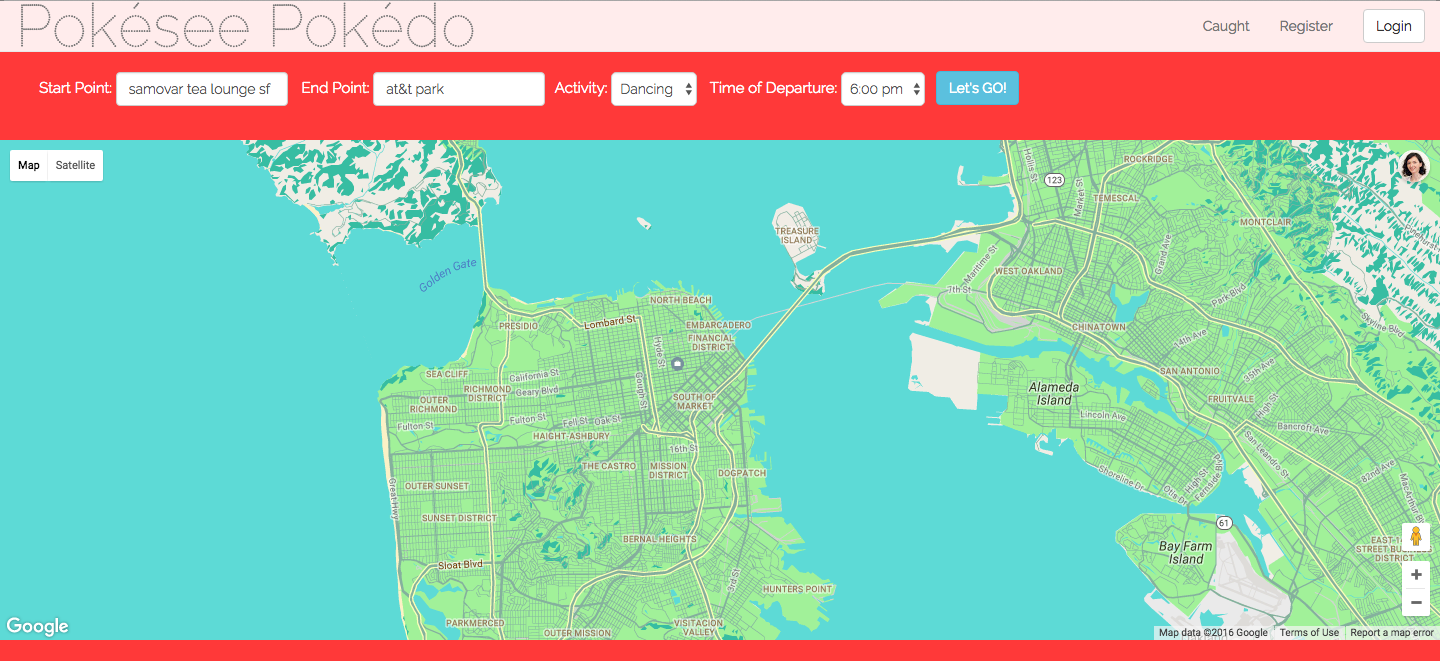 Pokésee Pokédo
Caught Register Login
Start Point: samovar tea lounge sf End Point: at&t park Activity: Dancing Time of Departure: 6:00 pm Let's GO!
Map Satellite
ROCKRIDGE
Hollis St
123
Market St
TEMESCAL
MONTCLAIR
TREASURE
ISLAND
Golden Gate
Maritime St
Grand Ave
WEST OAKLAND
7th St
Park Blvd
NORTH BEACH
PRESIDIO
Lombard St
EMBARCADERO
CHINATOWN
Skyline Blvd
Hyde St
FINANCIAL
DISTRICT
14th Ave
SEA CLIFF
California St
SAN ANTONIO
35th Ave
RICHMOND
DISTRICT
Geary Blvd
Gough St
Alameda
Island
OUTER
RICHMOND
SOUTH OF
MARKET
FRUITVALE
High St
Fulton St
Fulton St
Fell St
Oak St
Lincoln Ave
Bancroft Ave
HAIGHT-ASHBURY
16th St
San Leandro St
THE CASTRO
MISSION
DISTRICT
DOGPATCH
Shoreline Dr
Otis Dr
High St
Fernside Blvd
82nd Ave
MacArthur Blvd
Great Hwy
OUTER SUNSET
SUNSET DISTRICT
61
BERNAL HEIGHTS
Bay Farm
Island
Sloat Blvd
3rd St
HUNTERS POINT
PARKMERCED
OUTER MISSION
VISITACION
VALLEY
Google
Map data ©2016 Google Terms of Use Report a map error